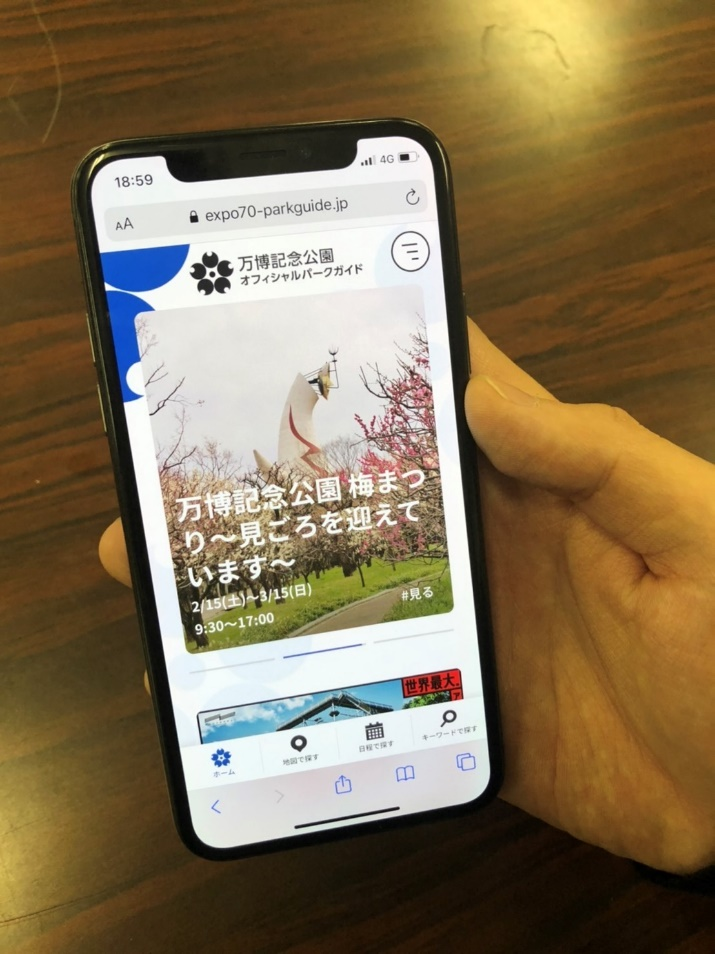 18:59
4G
AA
expo70-parkguide.jp
万博記念公園
オフィシャルパークガイド
万博記念公園 梅まつ
り〜見ごろを迎えて
います〜
2/15(土)〜3/15(日)
#見る
9:30〜17:00
世界最大。
ア
ホーム
地図で探す
日程で探す
キーワードで探す